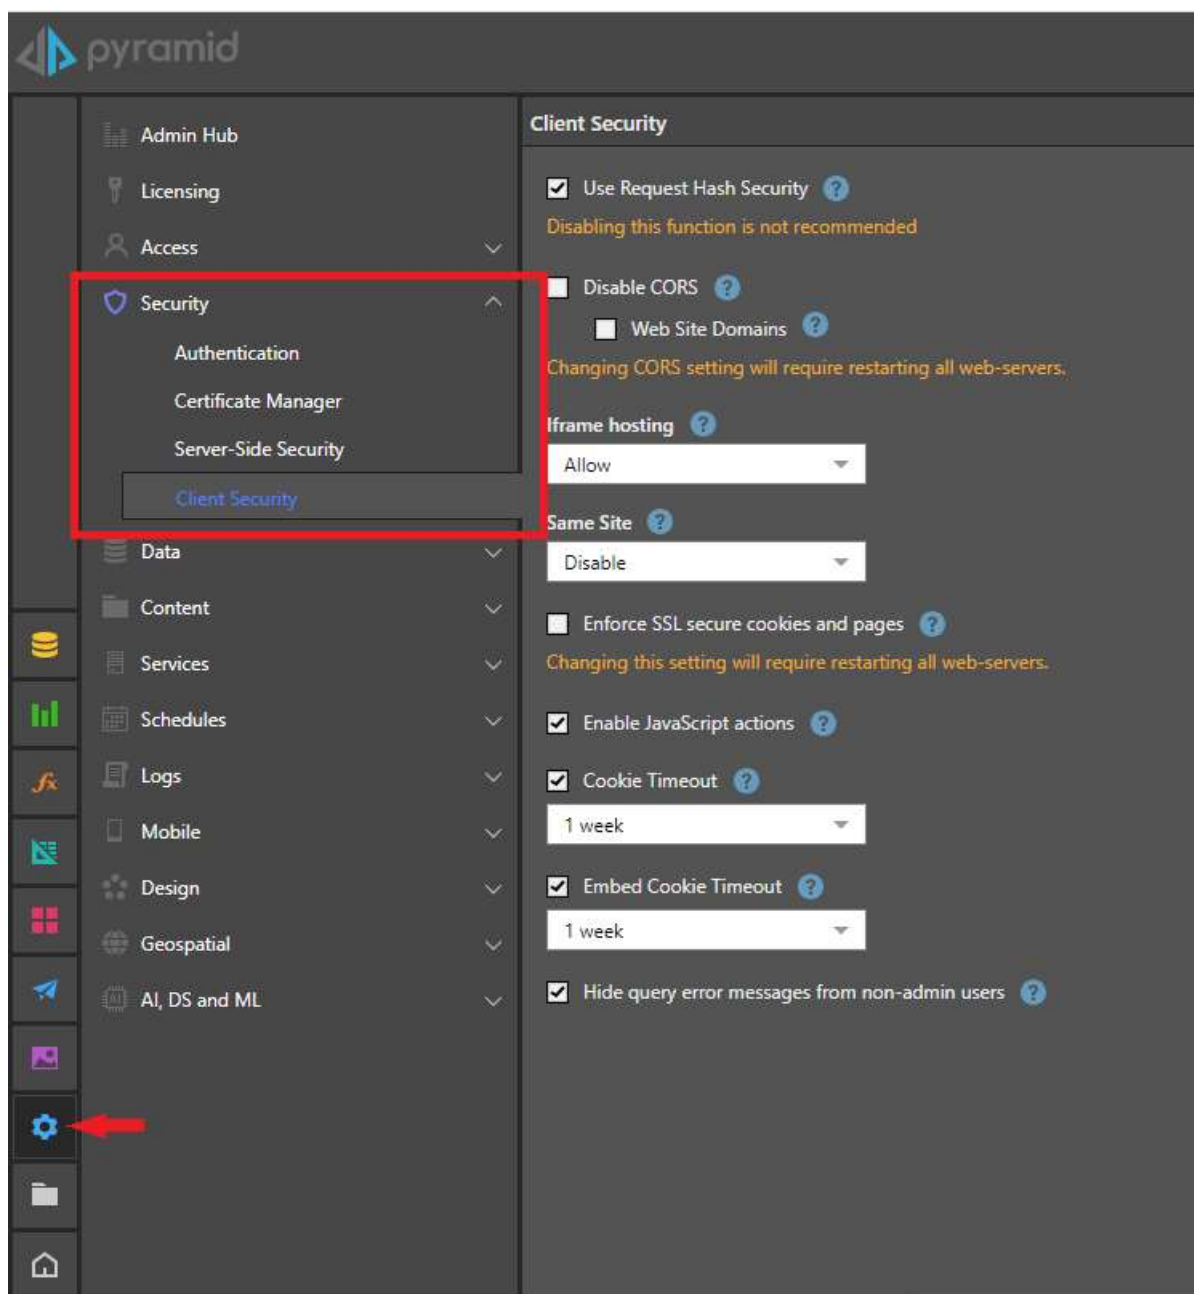 pyramid
Admin Hub
Licensing
Access
Security
Authentication
Certificate Manager
Server-Side Security
Client Security
Data
Content
Services
Schedules
Logs
Mobile
Design
Geospatial
AI, DS and ML
Client Security
Use Request Hash Security ?
Disabling this function is not recommended
Disable CORS ?
Web Site Domains ?
Changing CORS setting will require restarting all web-servers.
Iframe hosting ?
Allow
Same Site ?
Disable
Enforce SSL secure cookies and pages ?
Changing this setting will require restarting all web-servers.
Enable JavaScript actions ?
Cookie Timeout ?
1 week
Embed Cookie Timeout ?
1 week
Hide query error messages from non-admin users ?
fx